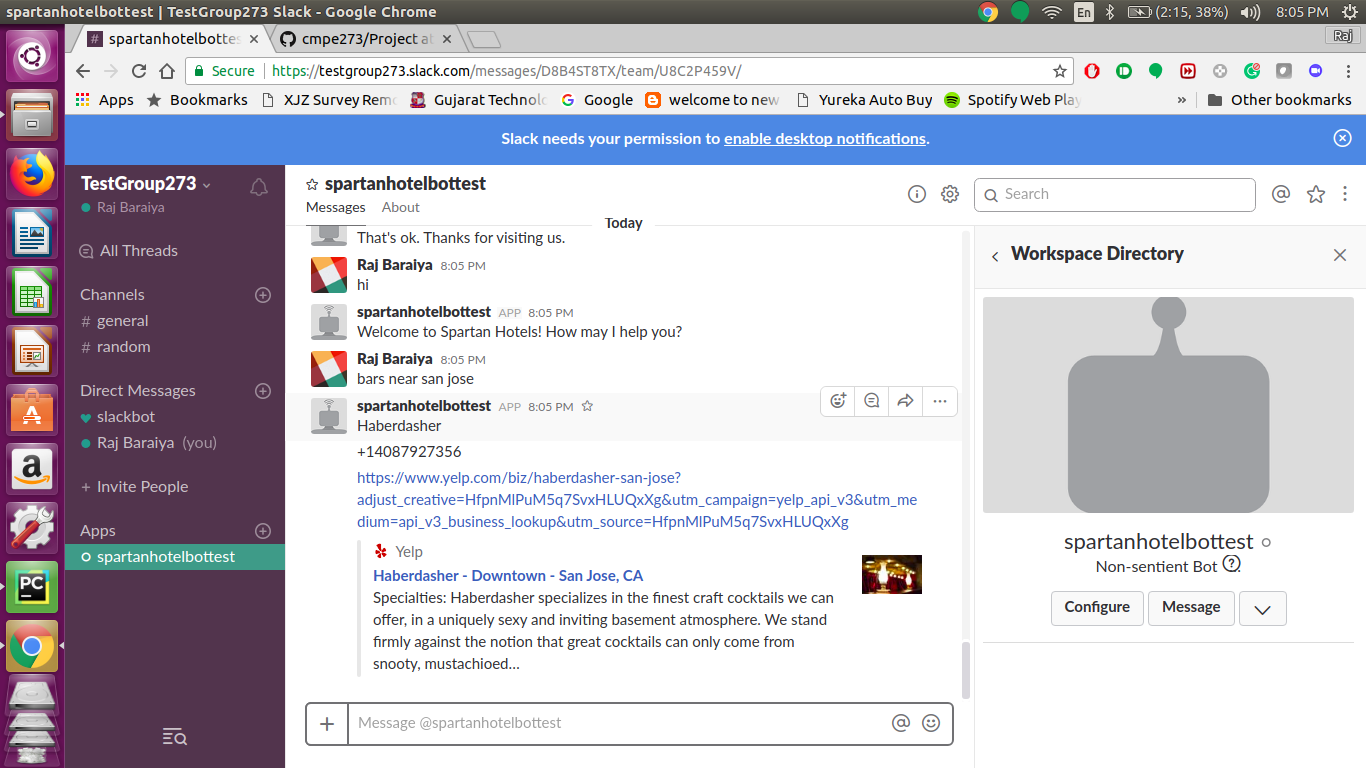 spartanhotelbottest | TestGroup273 Slack - Google Chrome
En
(2:15, 38%)
8:05 PM
# spartanhotelbottes
cmpe273/Project at
Raj
Secure
https://testgroup273.slack.com/messages/D8B4ST8TX/team/U8C2P459V/
Apps
Bookmarks
XJZ Survey Remo
Gujarat Technolo
Google
welcome to new
Yureka Auto Buy
Spotify Web Play
»
Other bookmarks
Slack needs your permission to enable desktop notifications.
TestGroup273
Raj Baraiya
All Threads
Channels
# general
# random
Direct Messages
slackbot
Raj Baraiya (you)
+ Invite People
Apps
spartanhotelbottest
spartanhotelbottest
Messages
About
Search
Today
That's ok. Thanks for visiting us.
Raj Baraiya 8:05 PM
hi
spartanhotelbottest APP 8:05 PM
Welcome to Spartan Hotels! How may I help you?
Raj Baraiya 8:05 PM
bars near san jose
spartanhotelbottest APP 8:05 PM
Haberdasher
+14087927356
https://www.yelp.com/biz/haberdasher-san-jose?
adjust_creative=HfpnMlPuM5q7SvxHLUQxXg&utm_campaign=yelp_api_v3&utm_me
dium=api_v3_business_lookup&utm_source=HfpnMlPuM5q7SvxHLUQxXg
Yelp
Haberdasher - Downtown - San Jose, CA
Specialties: Haberdasher specializes in the finest craft cocktails we can
offer, in a uniquely sexy and inviting basement atmosphere. We stand
firmly against the notion that great cocktails can only come from
snooty, mustachioed...
+ Message @spartanhotelbottest
Workspace Directory
spartanhotelbottest
Non-sentient Bot
Configure
Message
PC
a